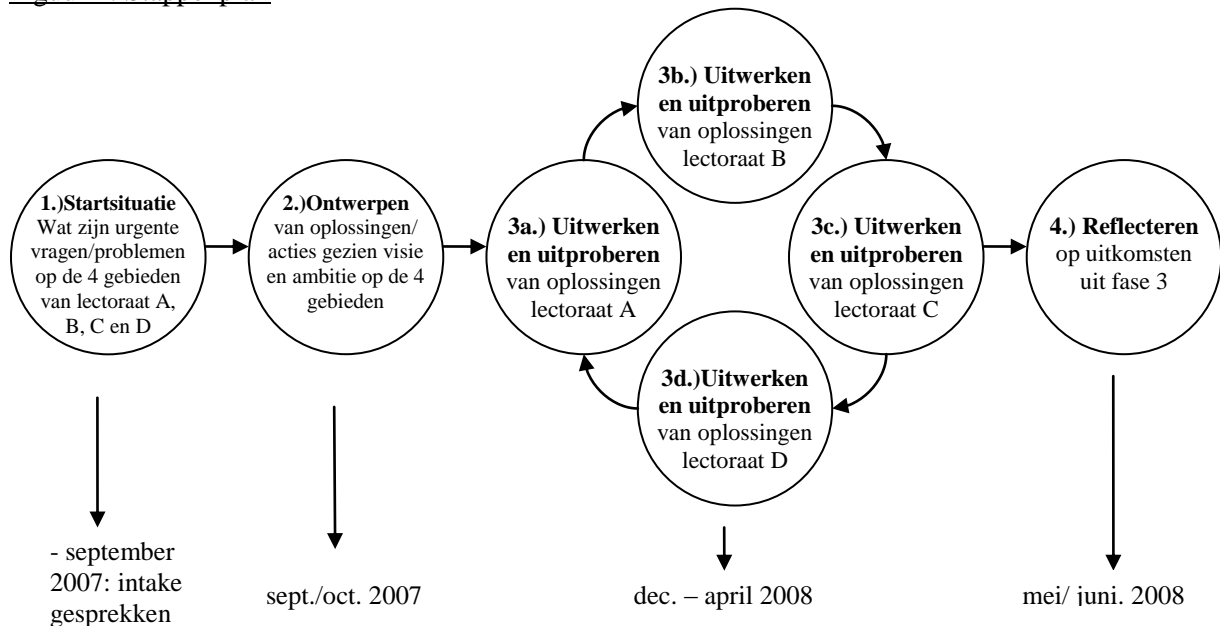 1.)Startsituatie
Wat zijn urgente
vragen/problemen
op de 4 gebieden
van lectoraat A,
B, C en D
2.)Ontwerpen
van oplossingen/
acties gezien visie
en ambitie op de 4
gebieden
3a.) Uitwerken
en uitproberen
van oplossingen
lectoraat A
3b.) Uitwerken
en uitproberen
van oplossingen
lectoraat B
3c.) Uitwerken
en uitproberen
van oplossingen
lectoraat C
3d.)Uitwerken
en uitproberen
van oplossingen
lectoraat D
4.) Reflecteren
op uitkomsten
uit fase 3
- september
2007: intake
gesprekken
sept./oct. 2007
dec. – april 2008
mei/ juni. 2008